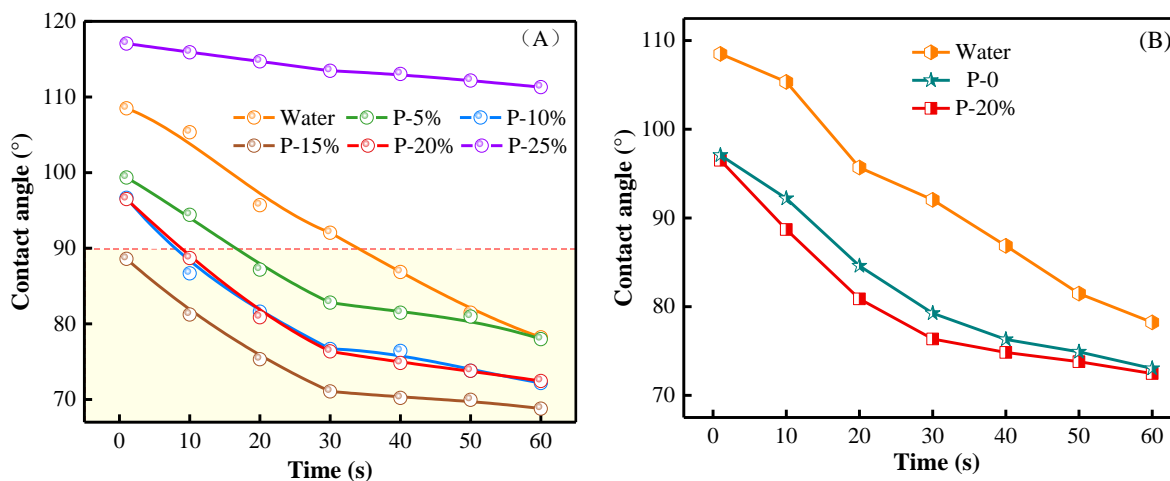 (A)
Contact angle (°)
120
110
100
90
80
70
Water P-5% P-10%
P-15% P-20% P-25%
0 10 20 30 40 50 60
Time (s)
(B)
Contact angle (°)
110
100
90
80
70
Water
P-0
P-20%
0 10 20 30 40 50 60
Time (s)